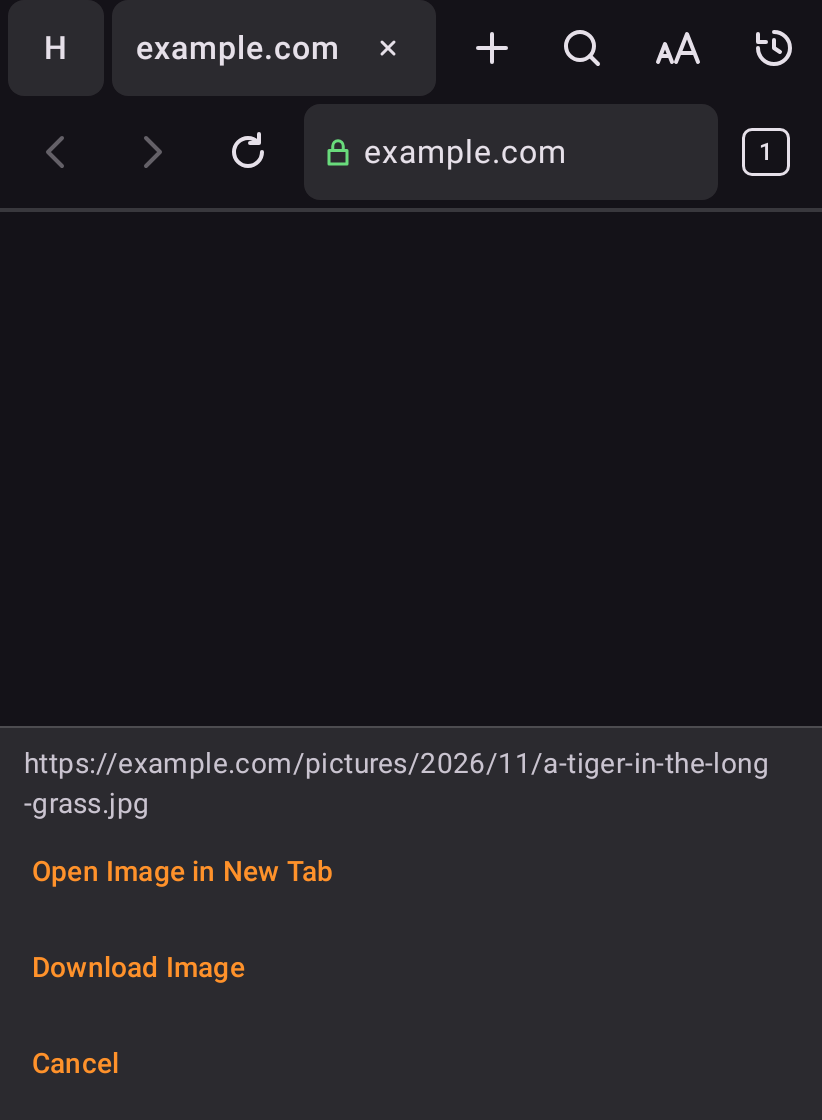 H
example.com
AA
example.com
1
https://example.com/pictures/2026/11/a-tiger-in-the-long
-grass.jpg
Open Image in New Tab
Download Image
Cancel